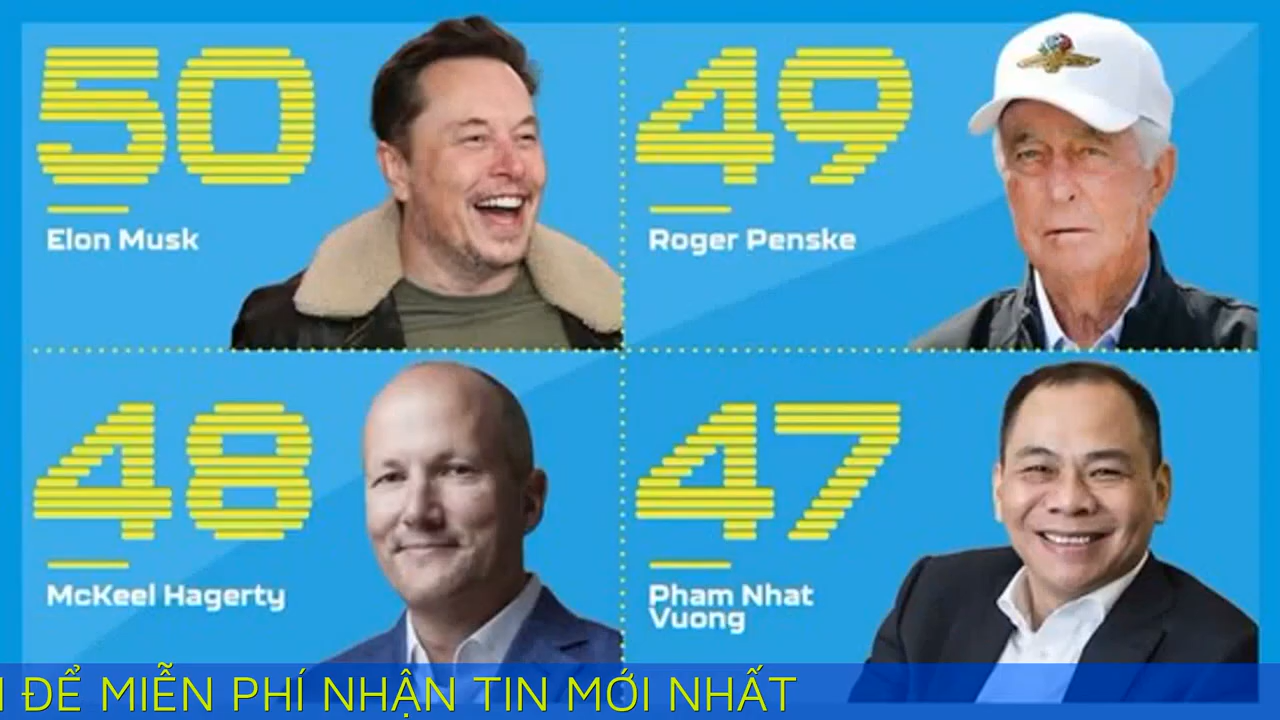 50
Elon Musk
49
Roger Penske
48
McKeel Hagerty
47
Pham Nhat
Vuong
ĐỂ MIỄN PHÍ NHẬN TIN MỚI NHẤT